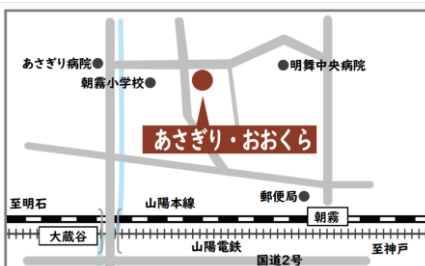 あさぎり病院
朝霧小学校
明舞中央病院
あさぎり・おおくら
郵便局
至明石
山陽本線
朝霧
大蔵谷
山陽電鉄
至神戸
国道2号